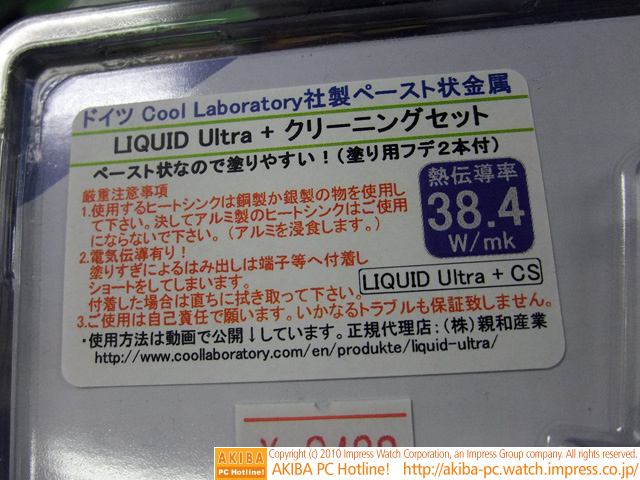 ドイツ Cool Laboratory社製ペースト状金属
LIQUID Ultra + クリーニングセット
ペースト状なので塗りやすい！（塗り用フデ２本付）
厳重注意事項
1.使用するヒートシンクは銅製か銀製の物を使用し
て下さい。決してアルミ製のヒートシンクはご使用
にならないで下さい。（アルミを浸食します。）
2.電気伝導有り！
塗りすぎによるはみ出しは端子等へ付着し
ショートをしてしまいます。
付着した場合は直ちに拭き取って下さい。
3.ご使用は自己責任で願います。いかなるトラブルも保証致しません。
熱伝導率
38.4
W/mk
LIQUID Ultra + CS
・使用方法は動画で公開↓しています。正規代理店：（株）親和産業
http://www.coollaboratory.com/en/produkte/liquid-ultra/
AKIBA
PC Hotline!
Copyright (c) 2010 Impress Watch Corporation, an Impress Group company. All rights reserved.
AKIBA PC Hotline! http://akiba-pc.watch.impress.co.jp/